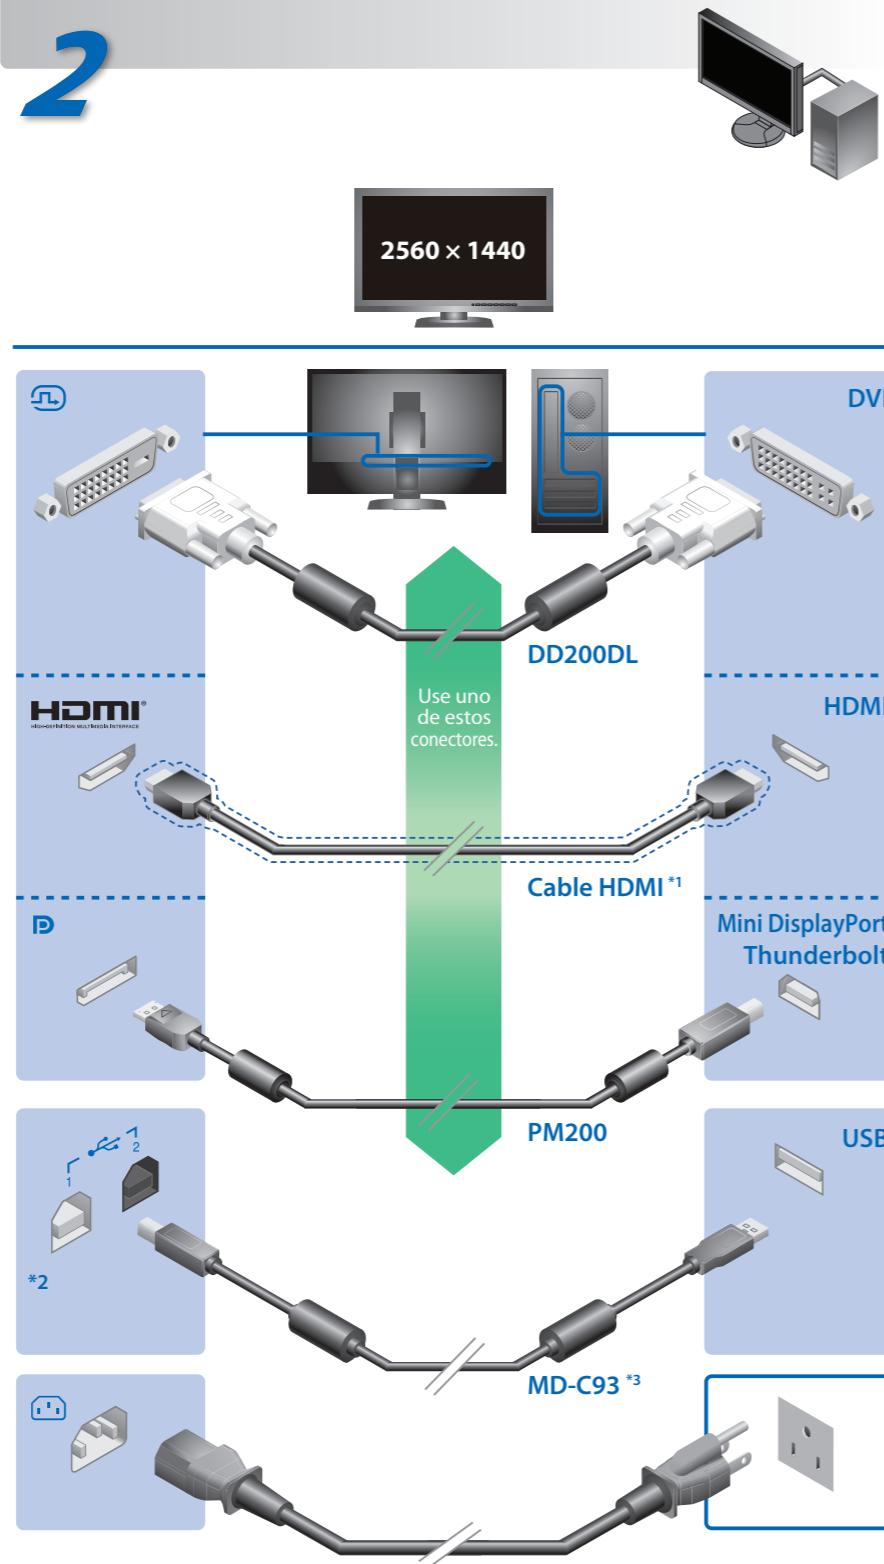 2
2560 × 1440
DVI
DD200DL
Use uno
de estos
conectores.
HDMI®
HIGH-DEFINITION MULTIMEDIA INTERFACE
HDMI
Cable HDMI *1
Mini DisplayPort
Thunderbolt
PM200
1
2
USB
*2
MD-C93 *3